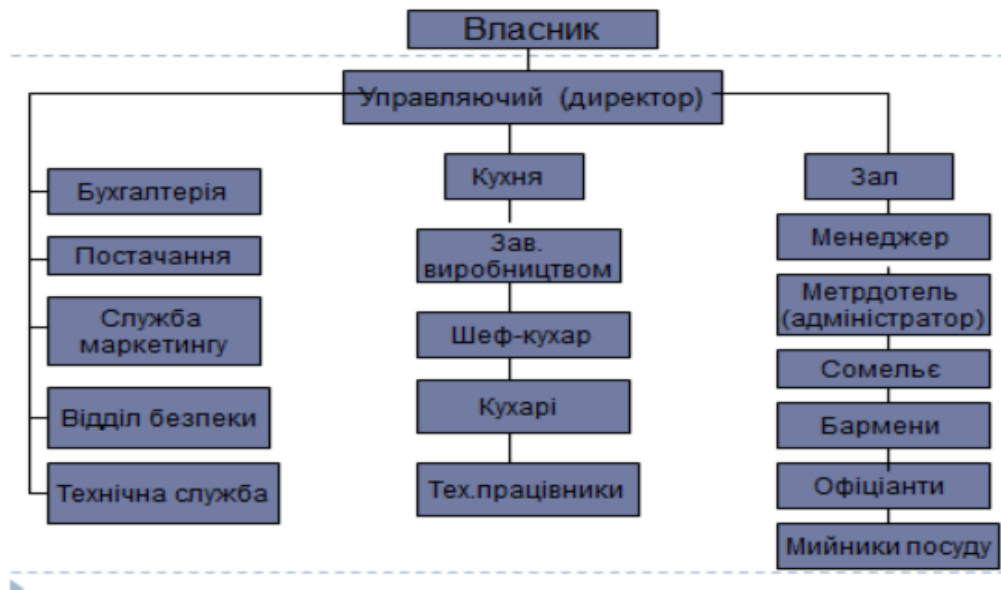 Власник
Управляючий (директор)
Бухгалтерія
Постачання
Служба
маркетингу
Відділ безпеки
Технічна служба
Кухня
Зав.
виробництвом
Шеф-кухар
Кухарі
Тех.працівники
Зал
Менеджер
Метрдотель
(адміністратор)
Сомельє
Бармени
Офіціанти
Мийники посуду